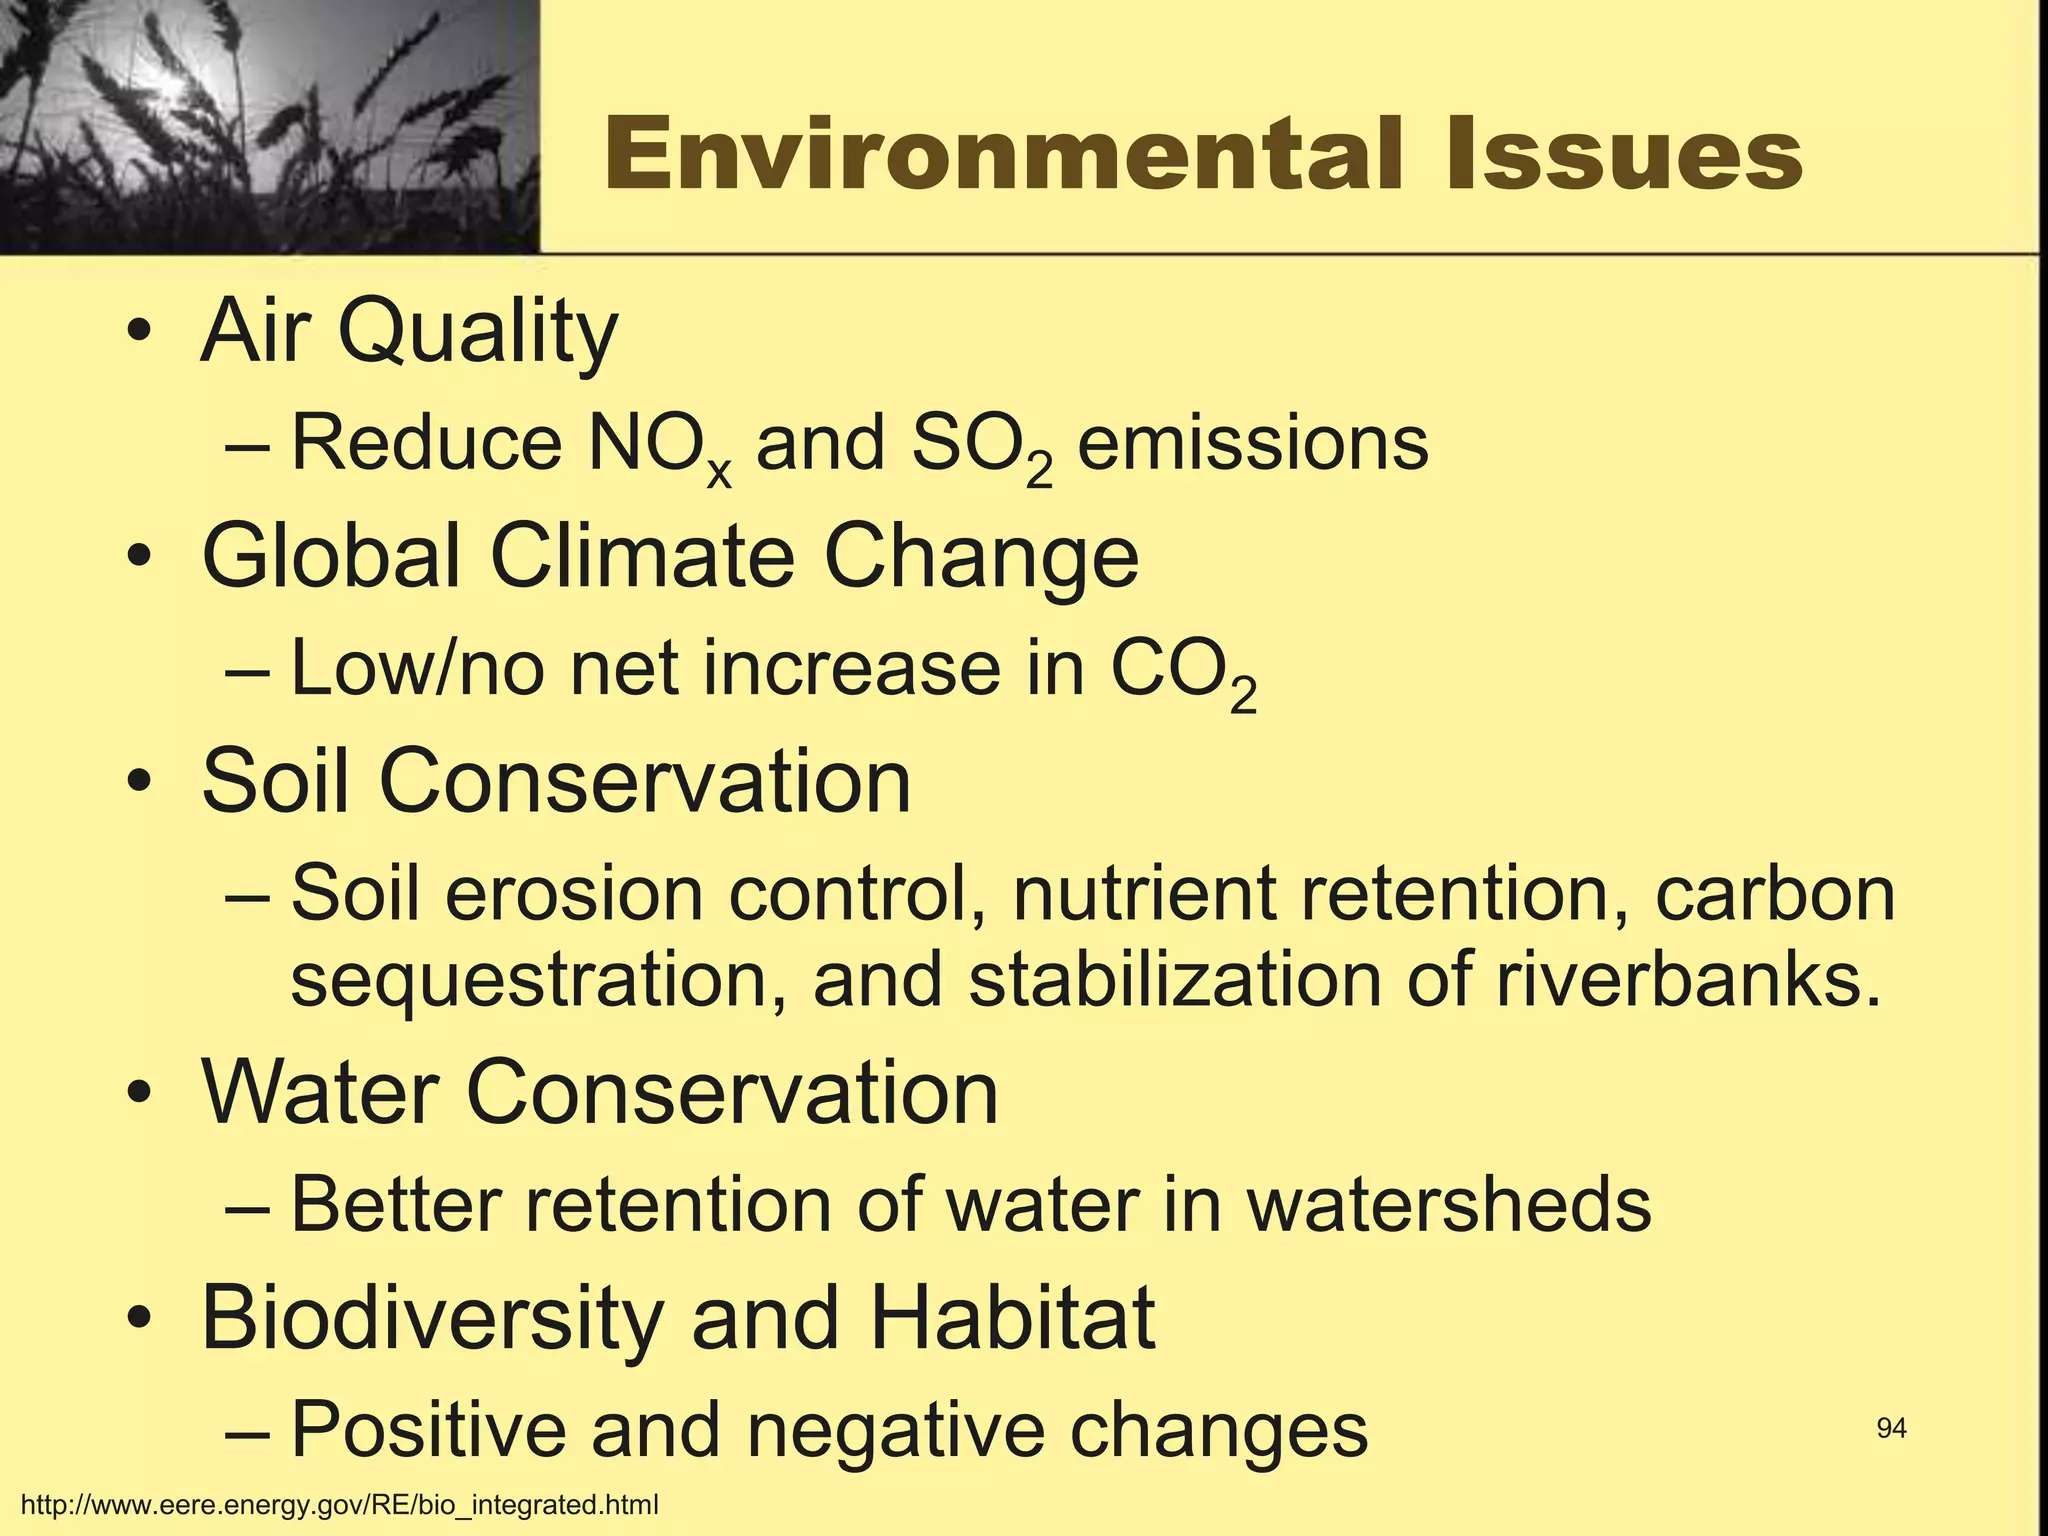 Environmental Issues
• Air Quality
– Reduce NOx and SO2 emissions
• Global Climate Change
– Low/no net increase in CO2
• Soil Conservation
– Soil erosion control, nutrient retention, carbon
sequestration, and stabilization of riverbanks.
• Water Conservation
– Better retention of water in watersheds
• Biodiversity and Habitat
– Positive and negative changes
94
http://www.eere.energy.gov/RE/bio_integrated.html